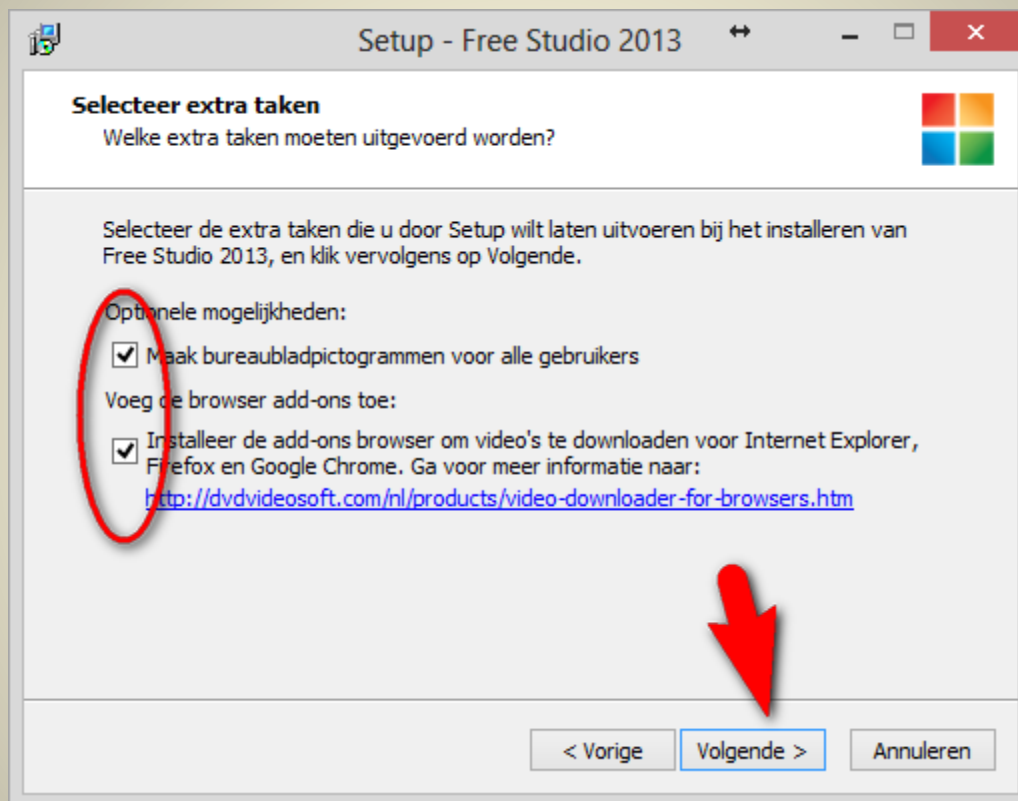 Setup - Free Studio 2013
Selecteer extra taken
Welke extra taken moeten uitgevoerd worden?
Selecteer de extra taken die u door Setup wilt laten uitvoeren bij het installeren van
Free Studio 2013, en klik vervolgens op Volgende.
Optionele mogelijkheden:
Maak bureaubladpictogrammen voor alle gebruikers
Voeg de browser add-ons toe:
Installeer de add-ons browser om video's te downloaden voor Internet Explorer,
Firefox en Google Chrome. Ga voor meer informatie naar:
http://dvdvideosoft.com/nl/products/video-downloader-for-browsers.htm
< Vorige
Volgende >
Annuleren